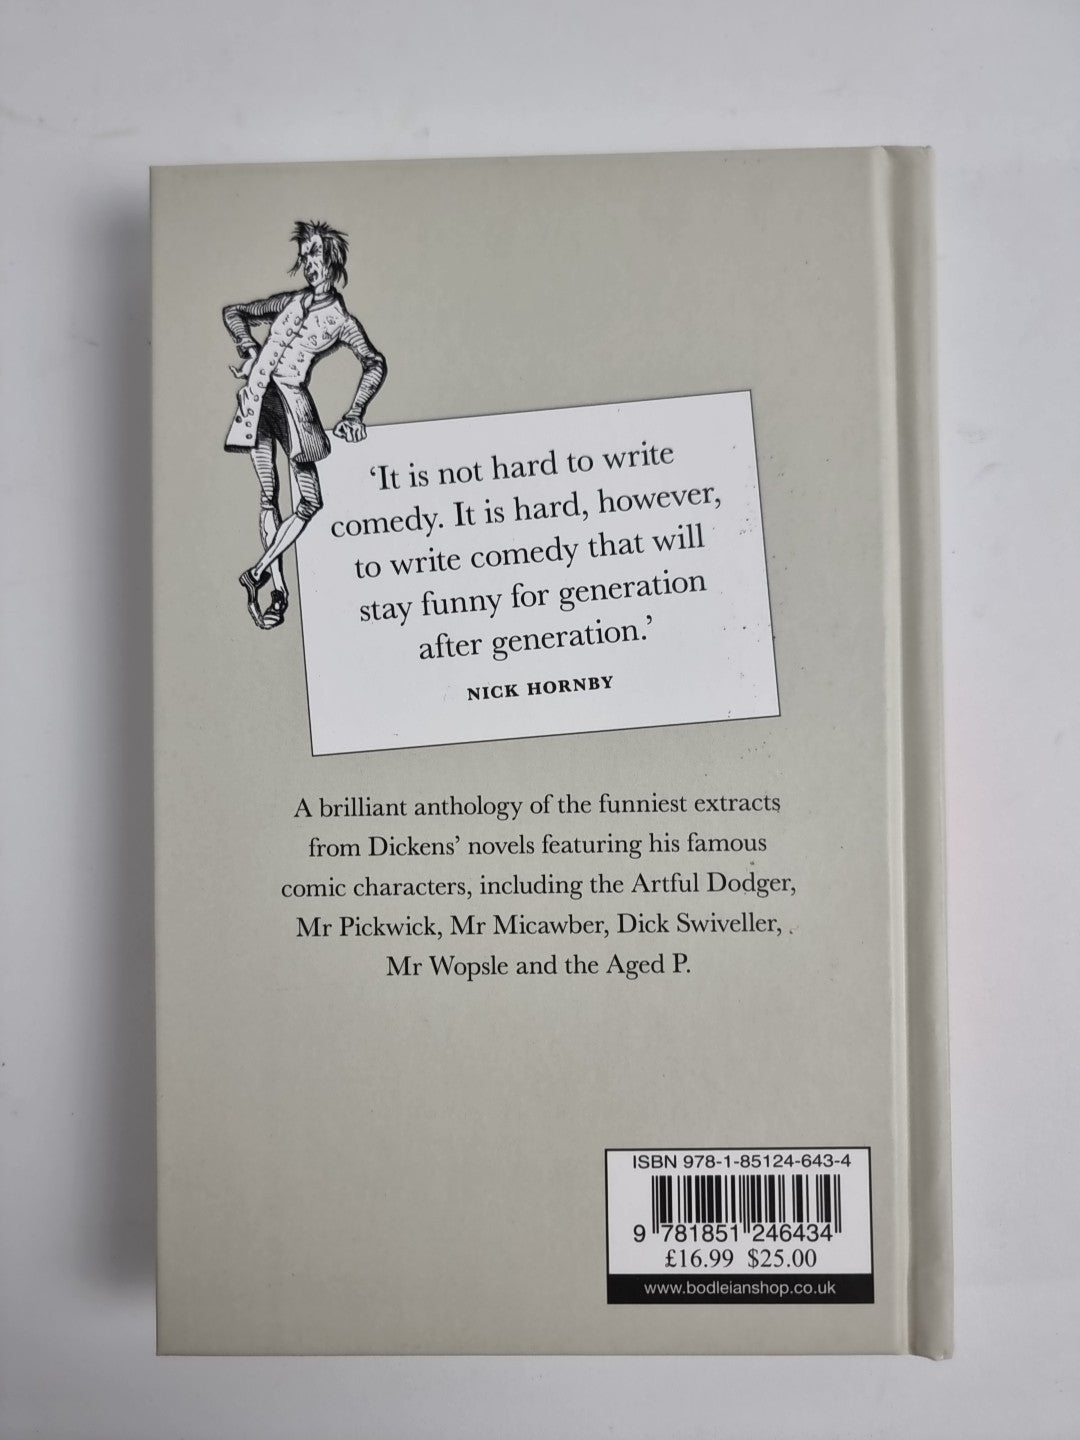 ‘It is not hard to write
comedy. It is hard, however,
to write comedy that will
stay funny for generation
after generation.’
NICK HORNBY
A brilliant anthology of the funniest extracts
from Dickens’ novels featuring his famous
comic characters, including the Artful Dodger,
Mr Pickwick, Mr Micawber, Dick Swiveller,
Mr Wopsle and the Aged P.
ISBN 978-1-85124-643-4
9 781851 246434
£16.99 $25.00
www.bodleianshop.co.uk